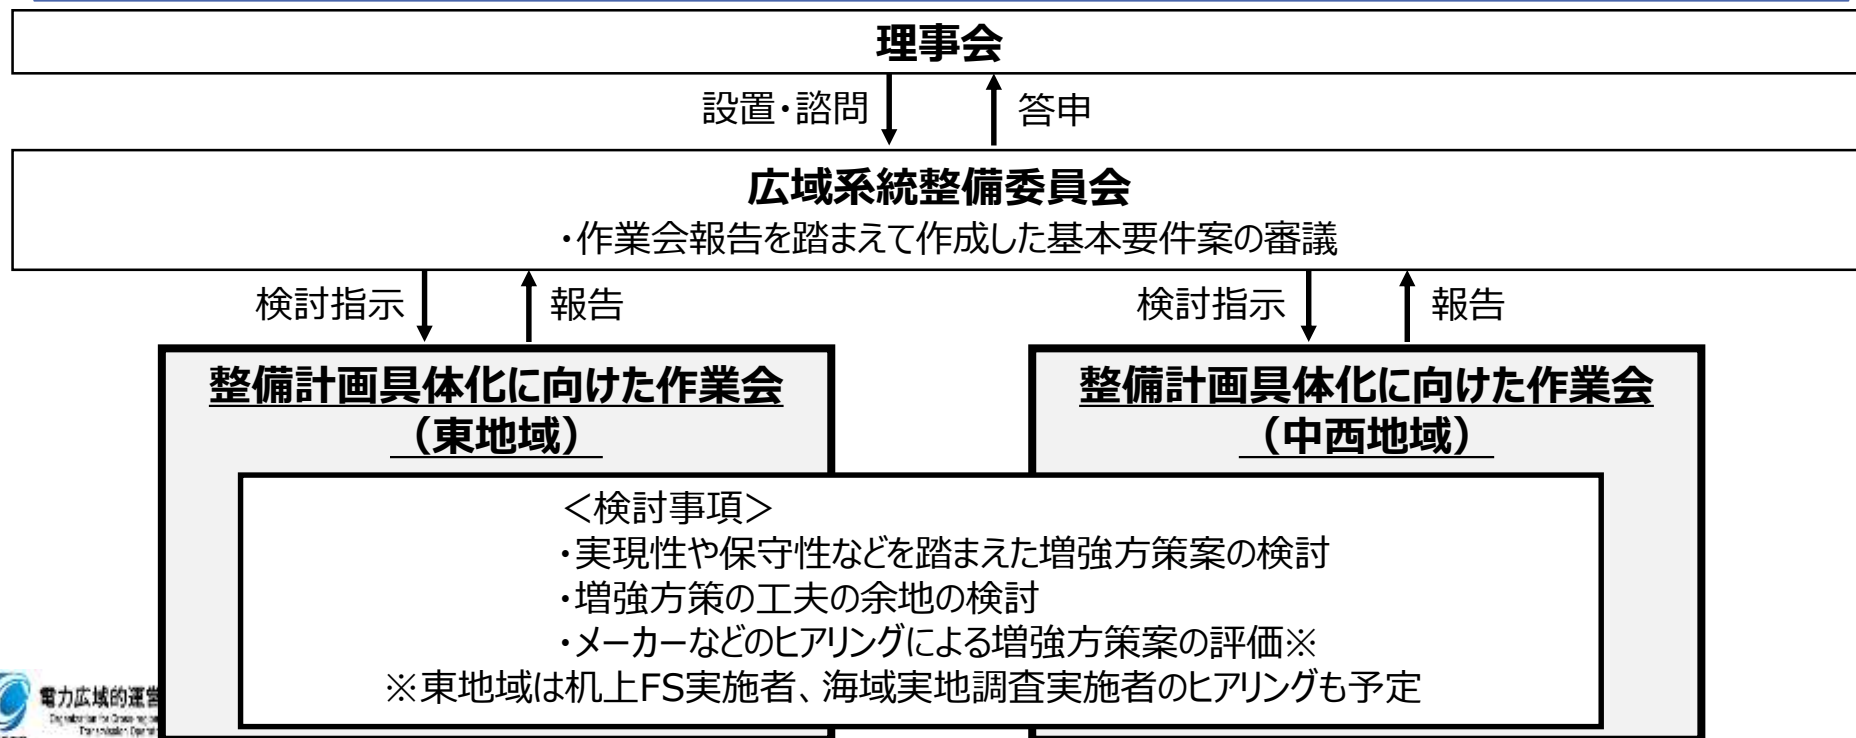 理事会
設置・諮問
答申
広域系統整備委員会
・作業会報告を踏まえて作成した基本要件案の審議
検討指示
報告
検討指示
報告
整備計画具体化に向けた作業会
（東地域）
整備計画具体化に向けた作業会
（中西地域）
＜検討事項＞
・実現性や保守性などを踏まえた増強方策案の検討
・増強方策の工夫の余地の検討
・メーカーなどのヒアリングによる増強方策案の評価※
※東地域は机上FS実施者、海域実地調査実施者のヒアリングも予定
電力広域的運営